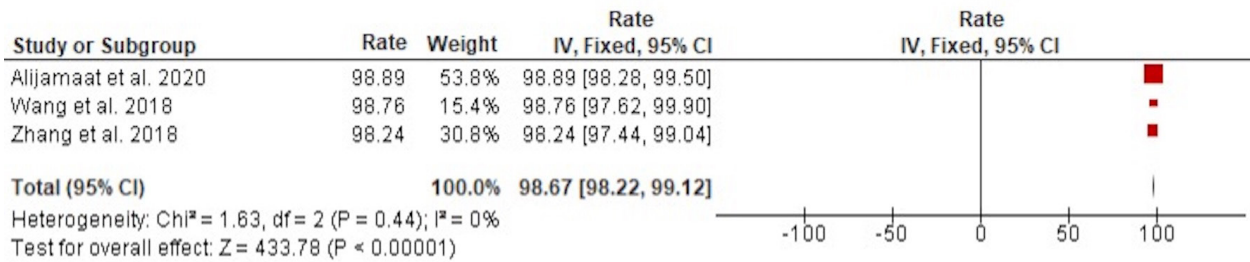 Rate Rate
Study or Subgroup Rate Weight IV, Fixed, 95% CI IV, Fixed, 95% CI
Alijamaat et al. 2020 98.89 53.8% 98.89 [98.28, 99.50]
Wang et al. 2018 98.76 15.4% 98.76 [97.62, 99.90]
Zhang et al. 2018 98.24 30.8% 98.24 [97.44, 99.04]
Total (95% CI) 100.0% 98.67 [98.22, 99.12]
Heterogeneity: Chi² = 1.63, df = 2 (P = 0.44); I² = 0%
Test for overall effect: Z = 433.78 (P < 0.00001)
-100 -50 0 50 100